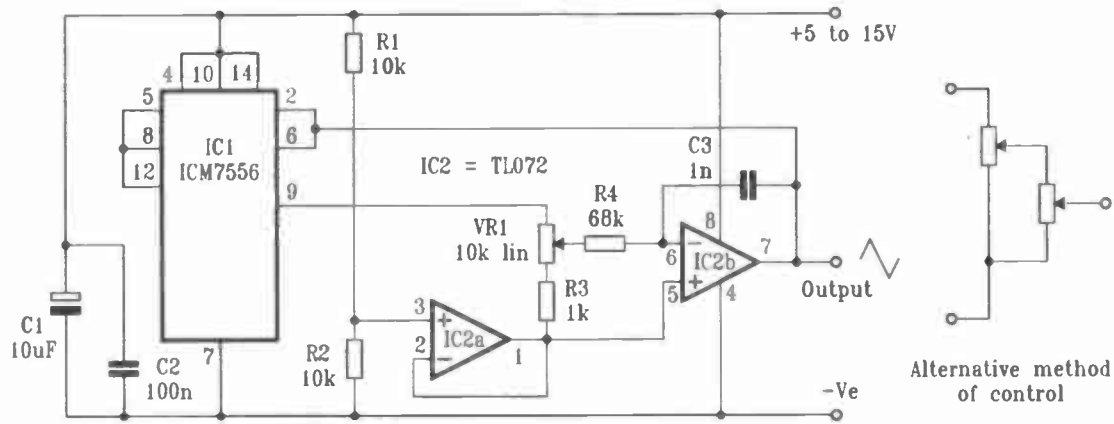 +5 to 15V
R1
10k
4
10
14
5
2
8
6
12
IC1
ICM7556
9
7
IC2 = TL072
C3
1n
R4
68k
VR1
10k lin
R3
1k
8
6
−
IC2b
7
5
+
4
Output
3
+
IC2a
2
−
1
C1
10uF
C2
100n
R2
10k
-Ve
Alternative method
of control